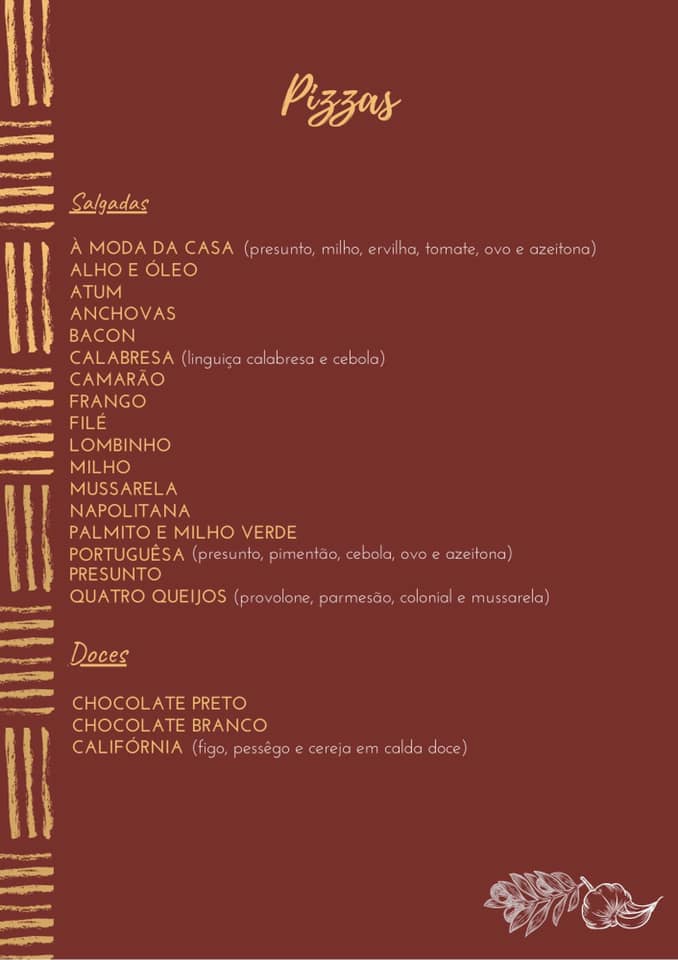 Pizzas
Salgadas
À MODA DA CASA (presunto, milho, ervilha, tomate, ovo e azeitona)
ALHO E ÓLEO
ATUM
ANCHOVAS
BACON
CALABRESA (linguiça calabresa e cebola)
CAMARÃO
FRANGO
FILÉ
LOMBINHO
MILHO
MUSSARELA
NAPOLITANA
PALMITO E MILHO VERDE
PORTUGUÊSA (presunto, pimentão, cebola, ovo e azeitona)
PRESUNTO
QUATRO QUEIJOS (provolone, parmesão, colonial e mussarela)
Doces
CHOCOLATE PRETO
CHOCOLATE BRANCO
CALIFÓRNIA (figo, pessêgo e cereja em calda doce)